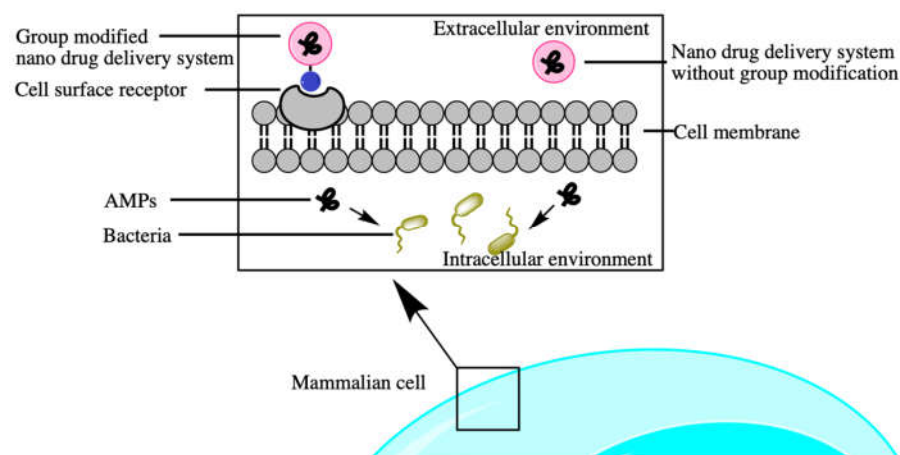 Group modified
nano drug delivery system
Cell surface receptor
Extracellular environment
Nano drug delivery system
without group modification
Cell membrane
AMPs
Bacteria
Intracellular environment
Mammalian cell